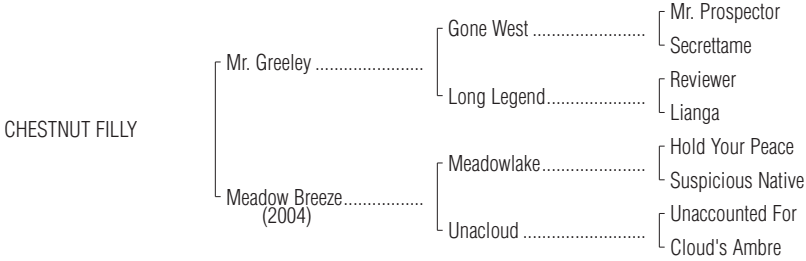 Mr. Prospector
Gone West ........................
Secrettame
Mr. Greeley .......................
Reviewer
Long Legend.....................
Lianga
CHESTNUT FILLY
Hold Your Peace
Meadowlake......................
Suspicious Native
Meadow Breeze.................
(2004)
Unaccounted For
Unacloud ..........................
Cloud's Ambre